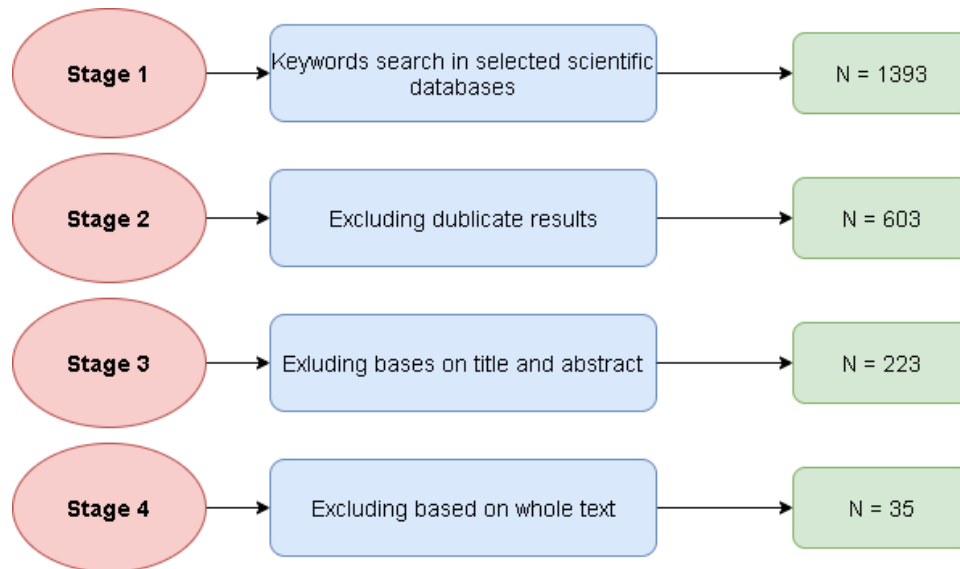 Stage 1
Keywords search in selected scientific
databases
N = 1393
Stage 2
Excluding dublicate results
N = 603
Stage 3
Exluding bases on title and abstract
N = 223
Stage 4
Excluding based on whole text
N = 35